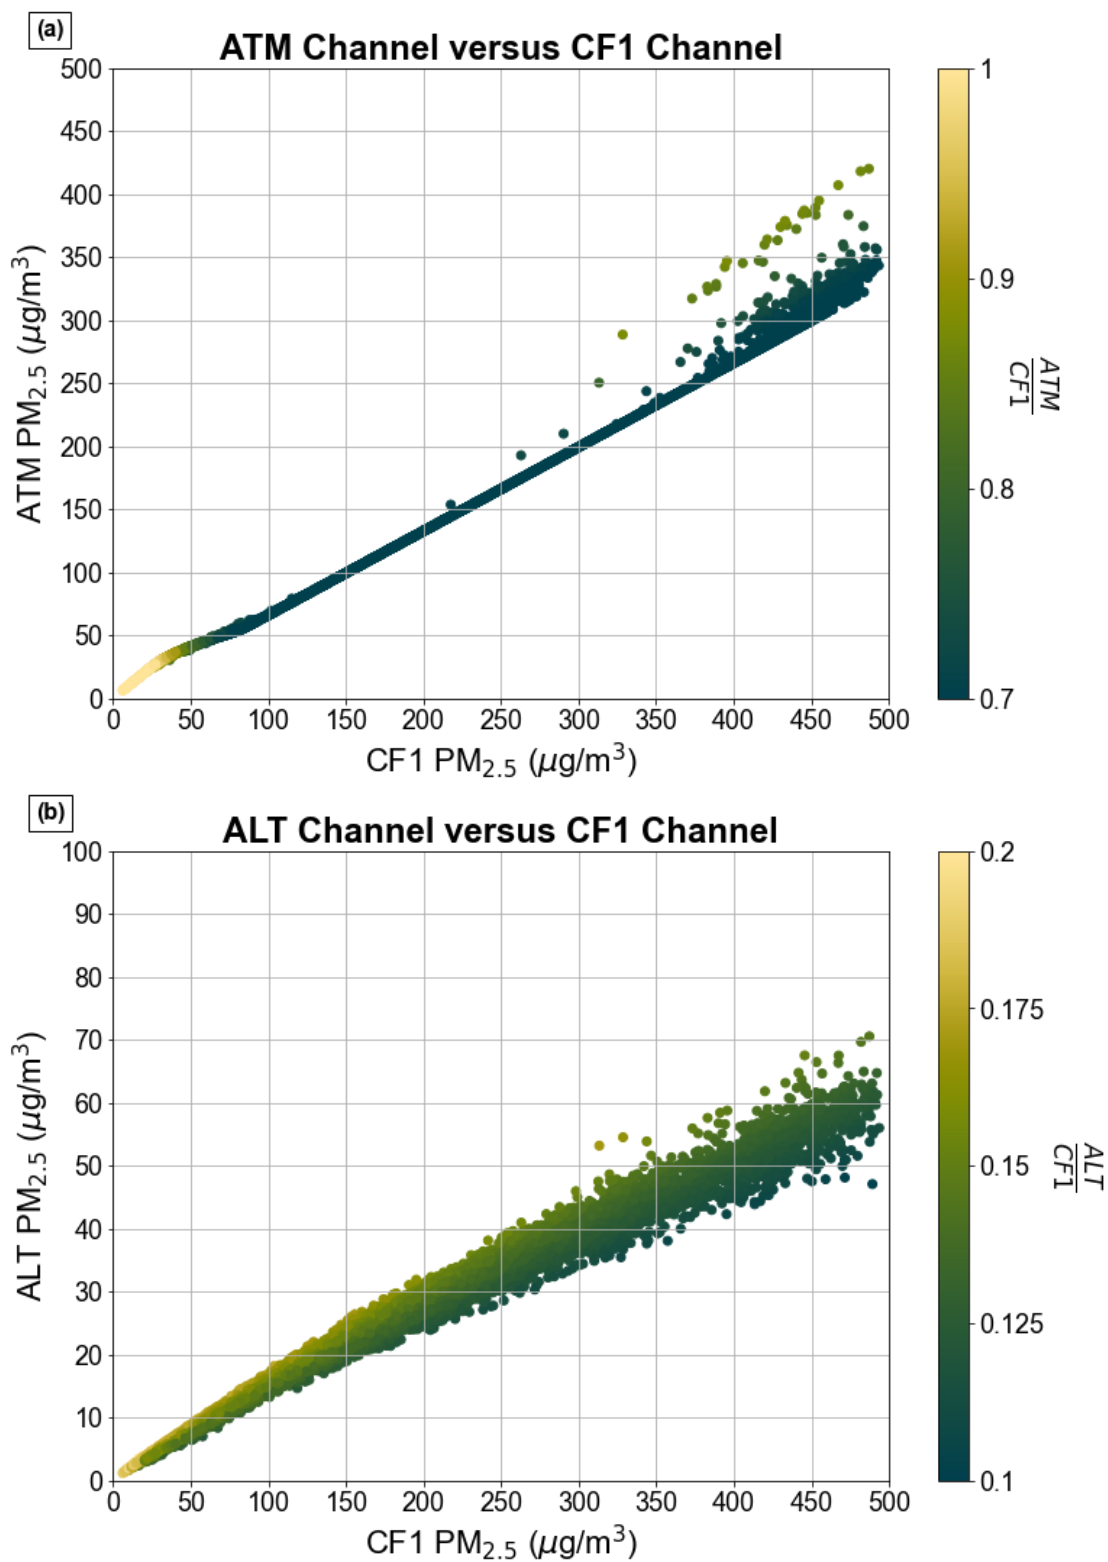 (a)
ATM Channel versus CF1 Channel
500
450
400
350
300
250
200
150
100
50
0
ATM PM2.5 (μg/m³)
0 50 100 150 200 250 300 350 400 450 500
CF1 PM2.5 (μg/m³)
1
0.9
0.8
0.7
ATM
CF1
(b)
ALT Channel versus CF1 Channel
100
90
80
70
60
50
40
30
20
10
0
ALT PM2.5 (μg/m³)
0 50 100 150 200 250 300 350 400 450 500
CF1 PM2.5 (μg/m³)
0.2
0.175
0.15
0.125
0.1
ALT
CF1